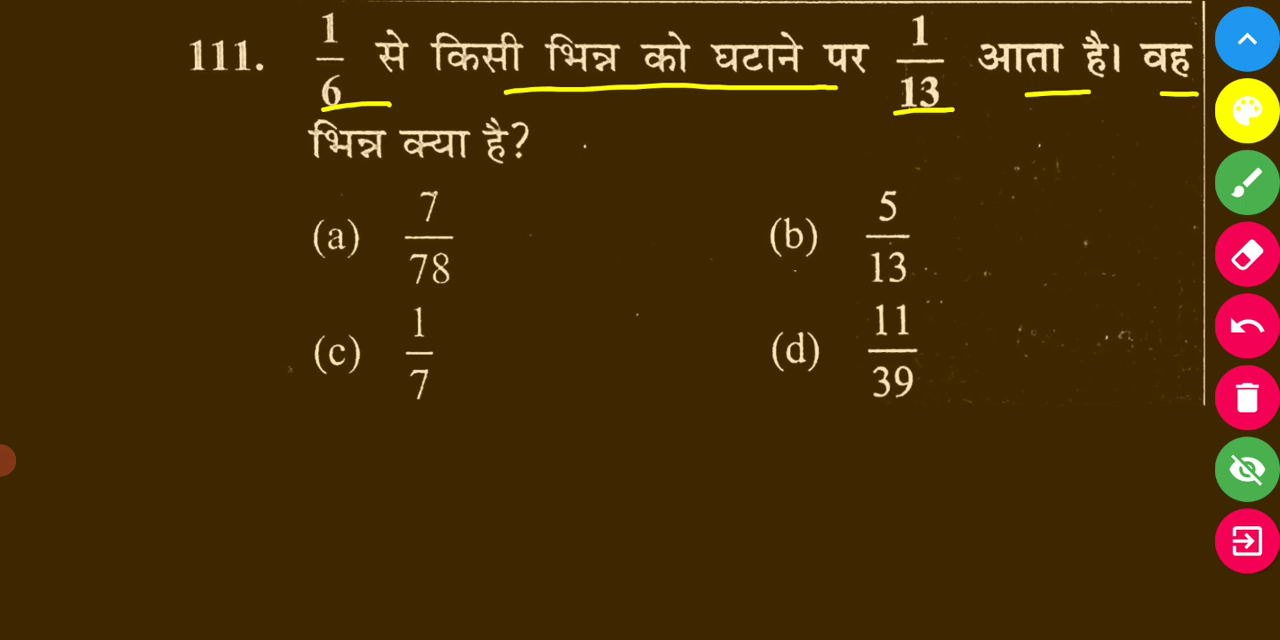 111. 1/6 से किसी भिन्न को घटाने पर 1/13 आता है। वह
भिन्न क्या है?
(a) 7/78 (b) 5/13
(c) 1/7 (d) 11/39